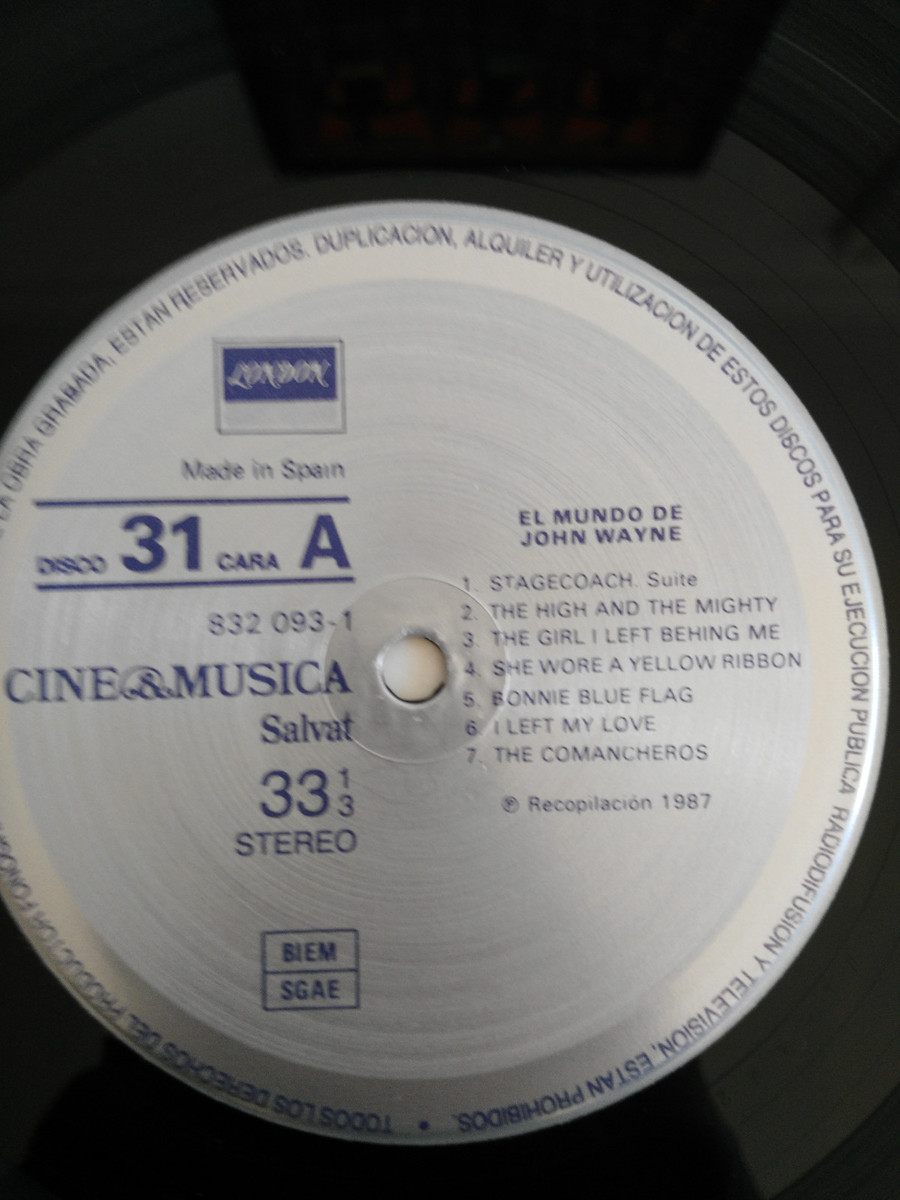 LONDON
Made in Spain
DISCO 31 CARA A
832 093-1
CINE&MUSICA
Salvat
33 1/3
STEREO
BIEM
SGAE
EL MUNDO DE
JOHN WAYNE
1. STAGECOACH. Suite
2. THE HIGH AND THE MIGHTY
3. THE GIRL I LEFT BEHING ME
4. SHE WORE A YELLOW RIBBON
5. BONNIE BLUE FLAG
6. I LEFT MY LOVE
7. THE COMANCHEROS
℗ Recopilación 1987
TODOS LOS DERECHOS DEL PRODUCTOR
LA OBRA GRABADA, ESTAN RESERVADOS. DUPLICACION, ALQUILER Y UTILIZACION DE ESTOS DISCOS PARA SU EJECUCION PUBLICA RADIODIFUSION Y TELEVISION, ESTAN PROHIBIDOS. •